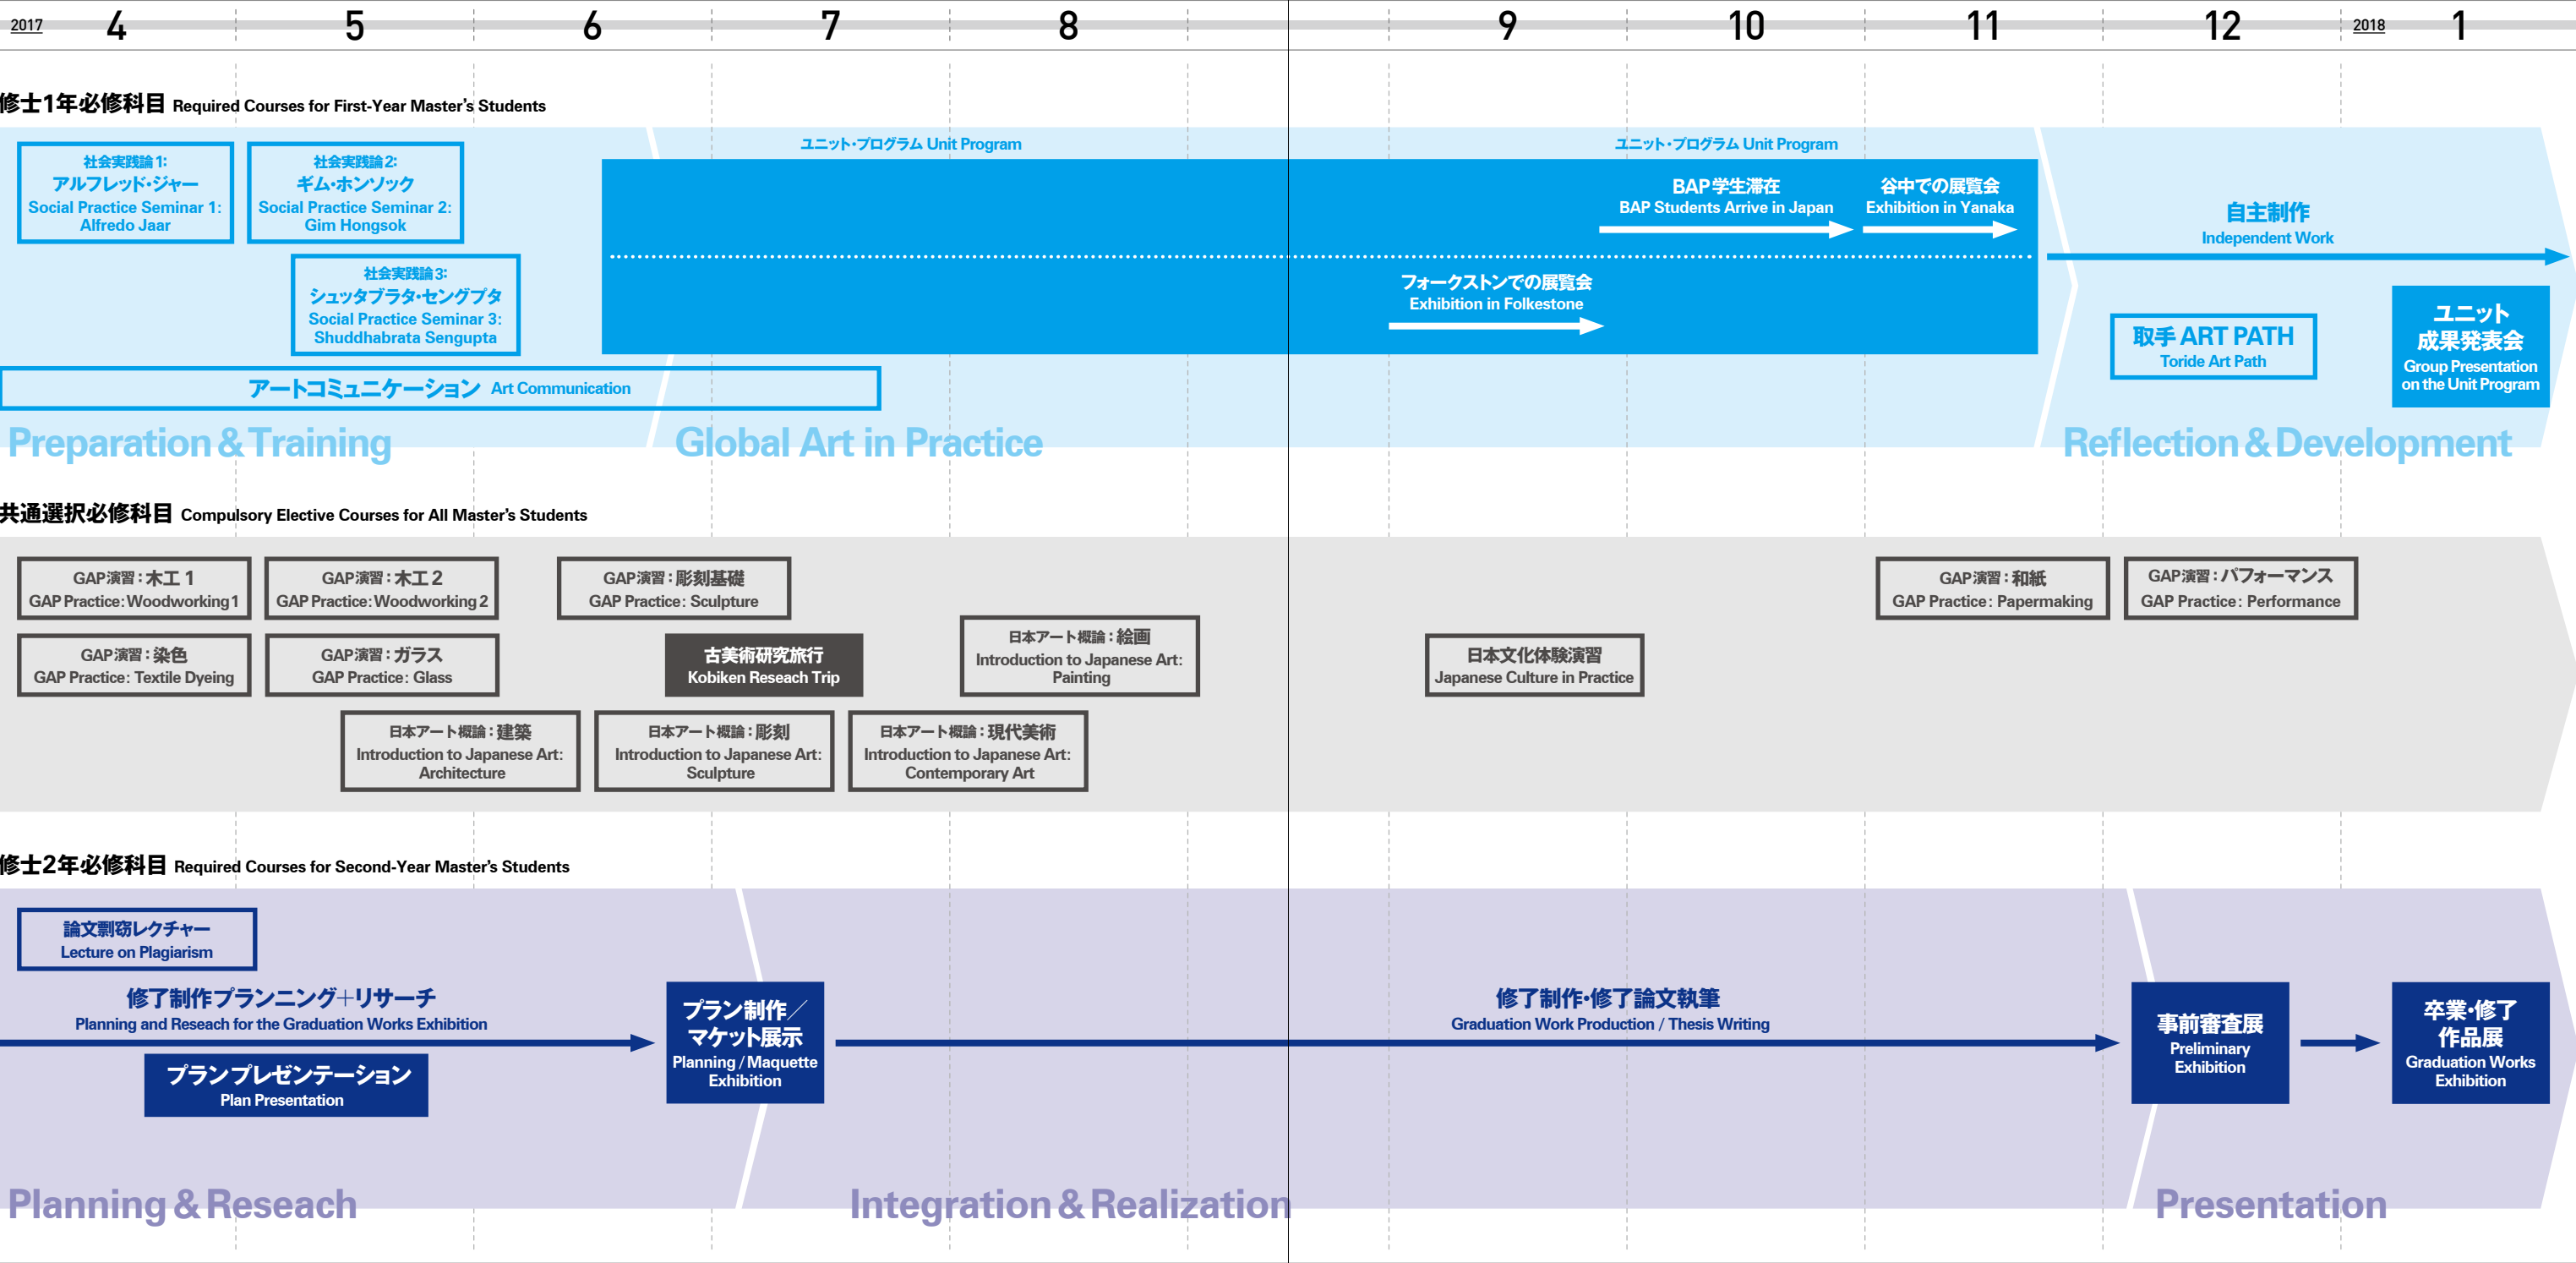 2017 4 5 6 7 8 9 10 11 12 2018 1
修士1年必修科目 Required Courses for First-Year Master's Students
ユニット・プログラム Unit Program
ユニット・プログラム Unit Program
社会実践論1:
アルフレッド・ジャー
Social Practice Seminar 1:
Alfredo Jaar
社会実践論2:
ギム・ホンソック
Social Practice Seminar 2:
Gim Hongsok
社会実践論3:
シュッタブラタ・セングプタ
Social Practice Seminar 3:
Shuddhabrata Sengupta
BAP学生滞在
BAP Students Arrive in Japan
谷中での展覧会
Exhibition in Yanaka
フォークストンでの展覧会
Exhibition in Folkestone
自主制作
Independent Work
取手 ART PATH
Toride Art Path
ユニット
成果発表会
Group Presentation
on the Unit Program
アートコミュニケーション Art Communication
Preparation & Training
Global Art in Practice
Reflection & Development
共通選択必修科目 Compulsory Elective Courses for All Master's Students
GAP演習：木工 1
GAP Practice: Woodworking 1
GAP演習：木工 2
GAP Practice: Woodworking 2
GAP演習：彫刻基礎
GAP Practice: Sculpture
GAP演習：和紙
GAP Practice: Papermaking
GAP演習：パフォーマンス
GAP Practice: Performance
GAP演習：染色
GAP Practice: Textile Dyeing
GAP演習：ガラス
GAP Practice: Glass
古美術研究旅行
Kobiken Reseach Trip
日本アート概論：絵画
Introduction to Japanese Art:
Painting
日本文化体験演習
Japanese Culture in Practice
日本アート概論：建築
Introduction to Japanese Art:
Architecture
日本アート概論：彫刻
Introduction to Japanese Art:
Sculpture
日本アート概論：現代美術
Introduction to Japanese Art:
Contemporary Art
修士2年必修科目 Required Courses for Second-Year Master's Students
論文剽窃レクチャー
Lecture on Plagiarism
修了制作プランニング＋リサーチ
Planning and Reseach for the Graduation Works Exhibition
プランプレゼンテーション
Plan Presentation
プラン制作／
マケット展示
Planning / Maquette
Exhibition
修了制作・修了論文執筆
Graduation Work Production / Thesis Writing
事前審査展
Preliminary
Exhibition
卒業・修了
作品展
Graduation Works
Exhibition
Planning & Reseach
Integration & Realization
Presentation